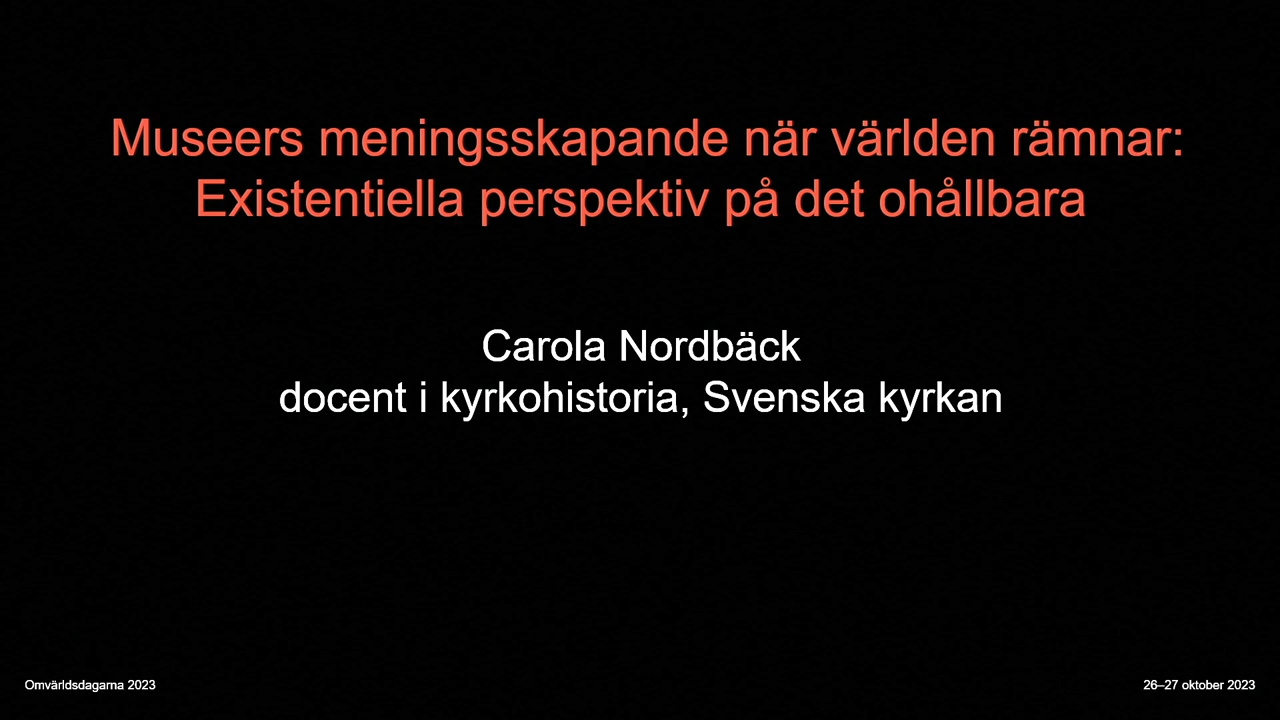 Museers meningsskapande när världen rämnar:
Existentiella perspektiv på det ohållbara
Carola Nordbäck
docent i kyrkohistoria, Svenska kyrkan
Omvärldsdagarna 2023
26–27 oktober 2023